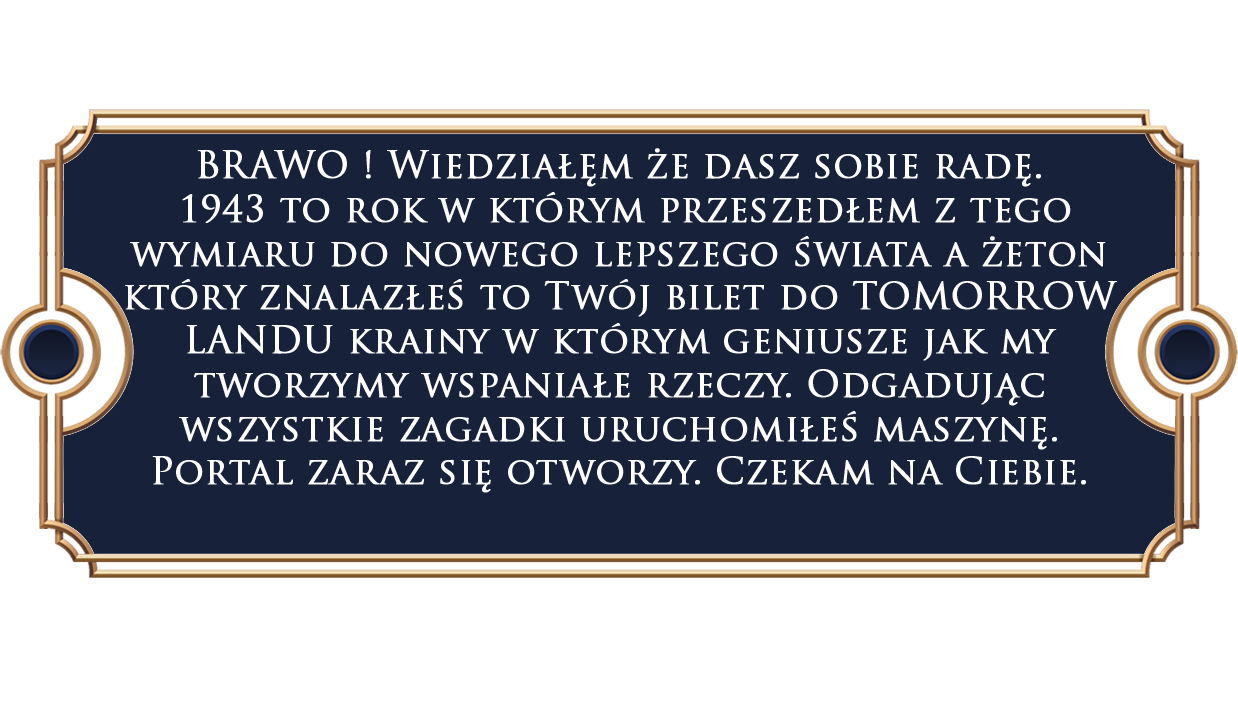 BRAWO ! Wiedziałęm że dasz sobie radę.
1943 to rok w którym przeszedłem z tego
wymiaru do nowego lepszego świata a żeton
który znalazłeś to Twój bilet do TOMORROW
LANDU krainy w którym geniusze jak my
tworzymy wspaniałe rzeczy. Odgadując
wszystkie zagadki uruchomiłeś maszynę.
Portal zaraz się otworzy. Czekam na Ciebie.